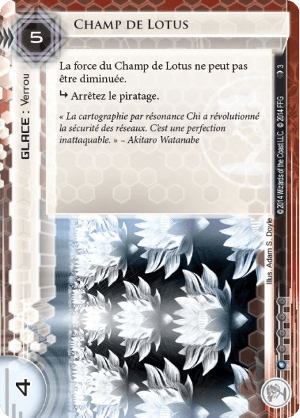 5
CHAMP DE LOTUS
La force du Champ de Lotus ne peut pas
être diminuée.
↳ Arrêtez le piratage.
« La cartographie par résonance Chi a révolutionné
la sécurité des réseaux. C'est une perfection
inattaquable. » – Akitaro Watanabe
GLACE : Verrou
3
©2014 Wizards of the Coast LLC. ©2014 FFG
Illus. Adam S. Doyle
4